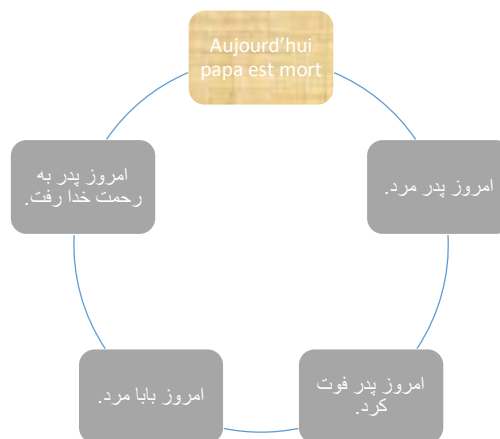 Aujourd'hui
papa est mort
امروز پدر مرد.
امروز پدر فوت
کرد.
امروز بابا مرد.
امروز پدر به
رحمت خدا رفت.